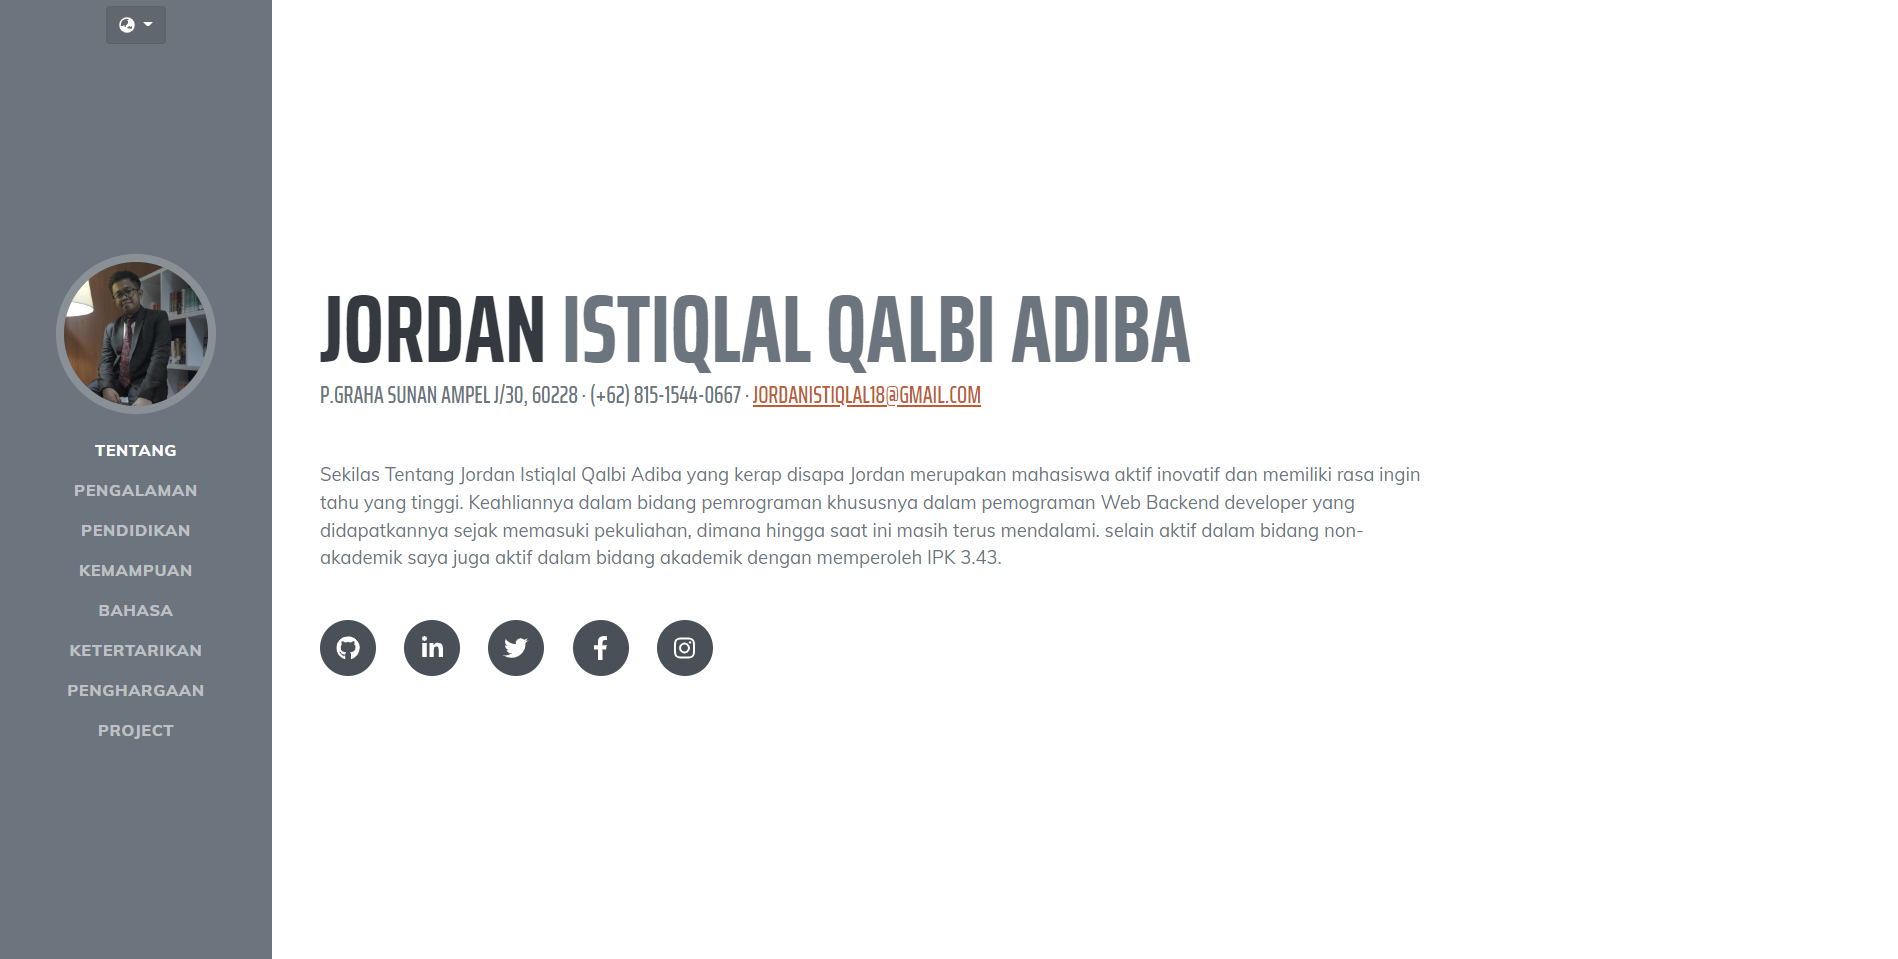 TENTANG
PENGALAMAN
PENDIDIKAN
KEMAMPUAN
BAHASA
KETERTARIKAN
PENGHARGAAN
PROJECT
JORDAN ISTIQLAL QALBI ADIBA
P.GRAHA SUNAN AMPEL J/30, 60228 · (+62) 815-1544-0667 · JORDANISTIQLAL18@GMAIL.COM
Sekilas Tentang Jordan Istiqlal Qalbi Adiba yang kerap disapa Jordan merupakan mahasiswa aktif inovatif dan memiliki rasa ingin
tahu yang tinggi. Keahliannya dalam bidang pemrograman khususnya dalam pemograman Web Backend developer yang
didapatkannya sejak memasuki pekuliahan, dimana hingga saat ini masih terus mendalami. selain aktif dalam bidang non-
akademik saya juga aktif dalam bidang akademik dengan memperoleh IPK 3.43.